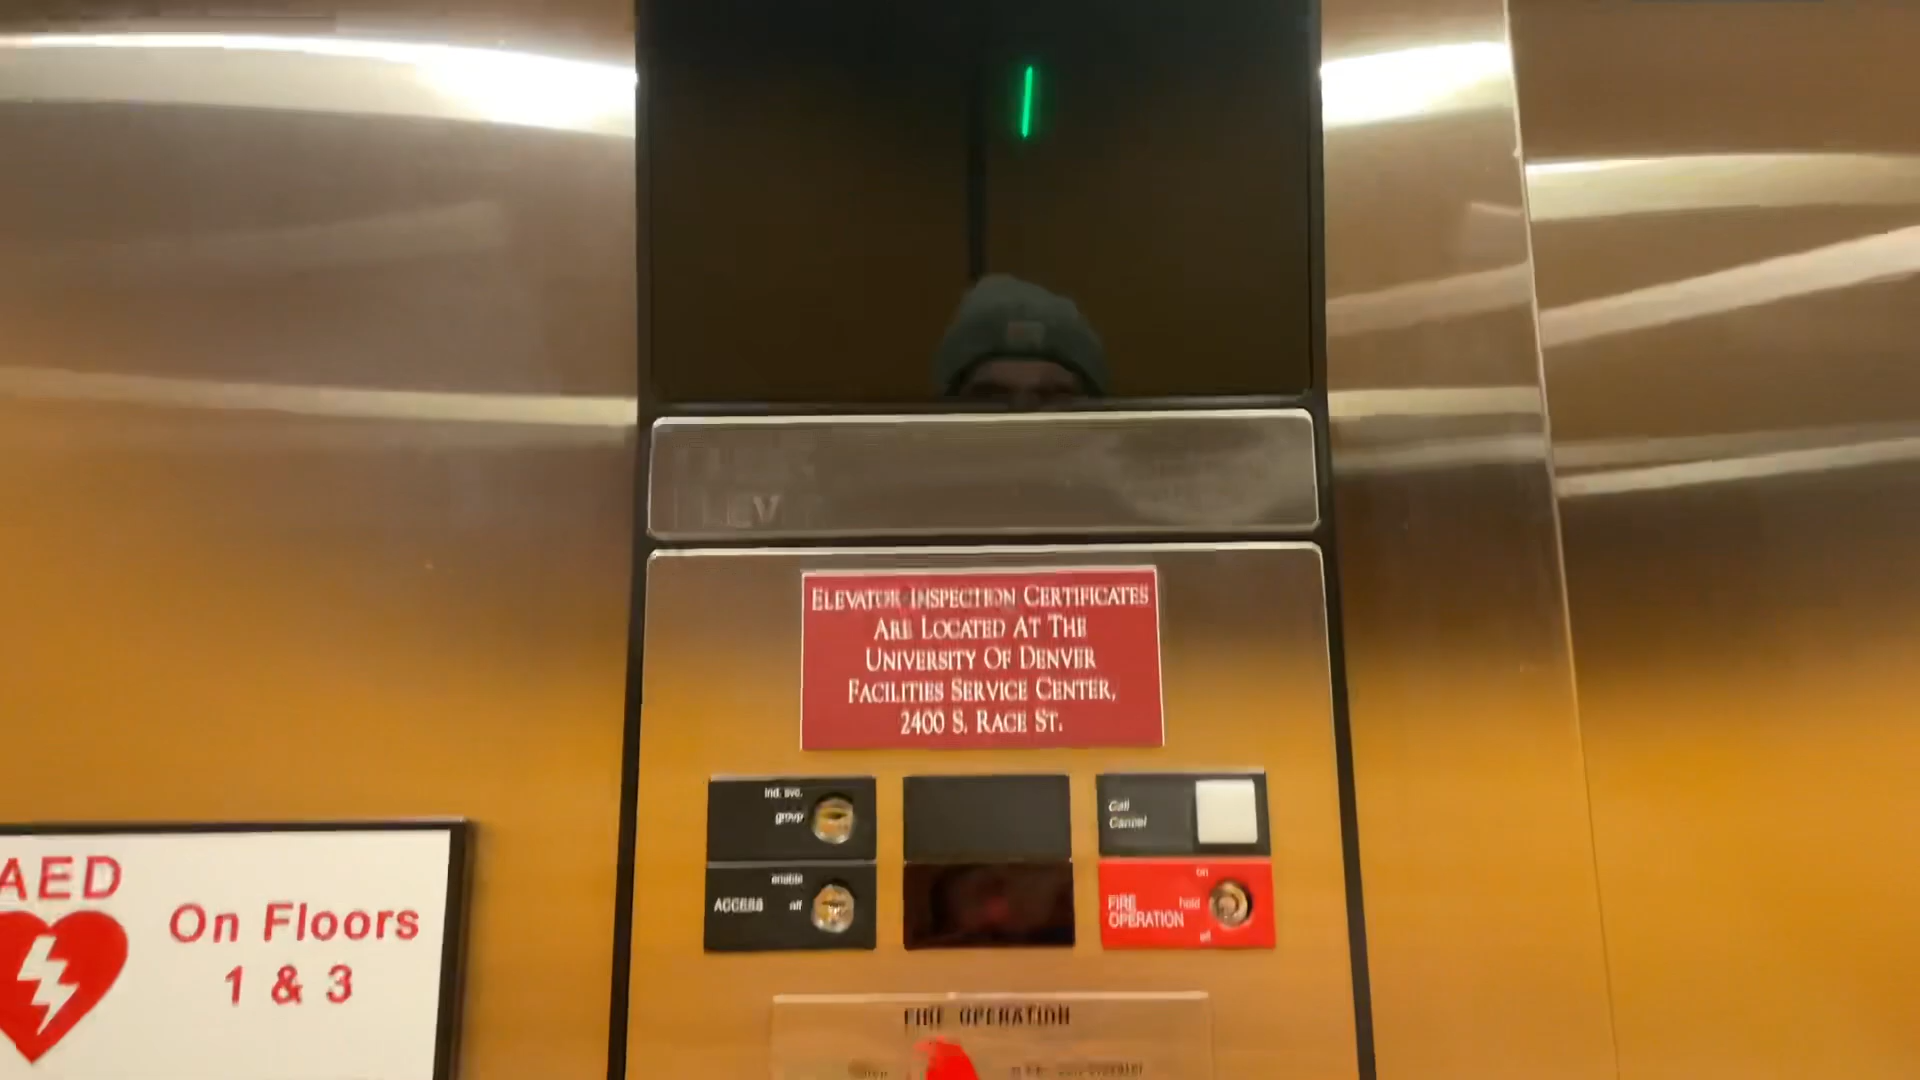 ELEVATOR INSPECTION CERTIFICATES
ARE LOCATED AT THE
UNIVERSITY OF DENVER
FACILITIES SERVICE CENTER,
2400 S. RACE ST.
ind. svc.
group
Call
Cancel
enable
ACCESS off
on
FIRE hold
OPERATION
off
AED
On Floors
1 & 3
FIRE OPERATION